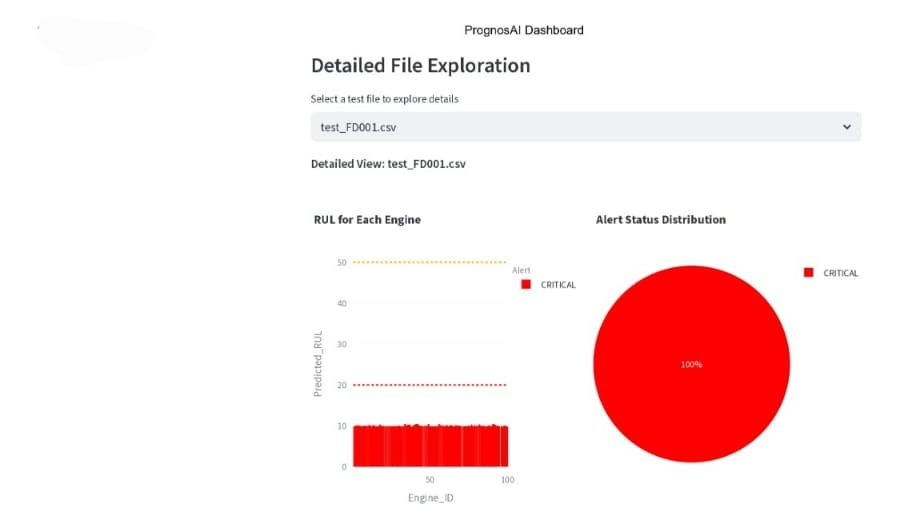 PrognosAI Dashboard
Detailed File Exploration
Select a test file to explore details
test_FD001.csv
Detailed View: test_FD001.csv
RUL for Each Engine
Alert Status Distribution
50
40
30
20
10
0
Predicted_RUL
50
100
Engine_ID
Alert
CRITICAL
100%
CRITICAL